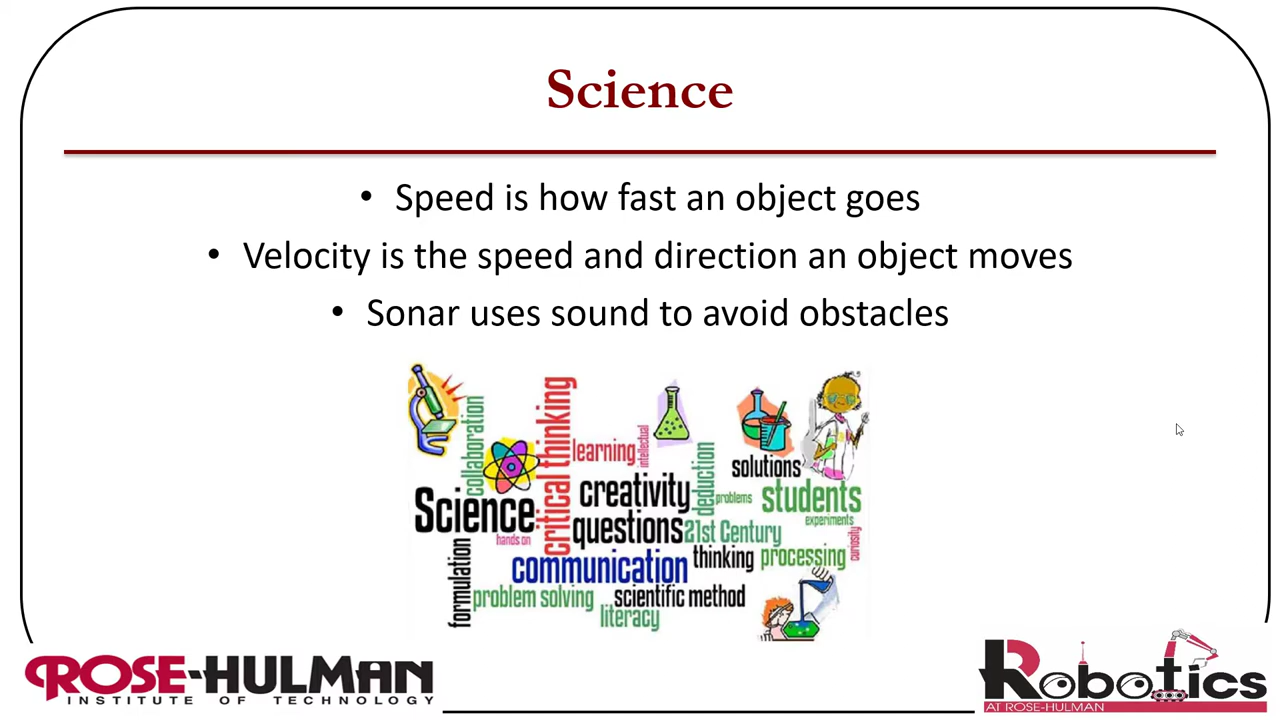 Science
• Speed is how fast an object goes
• Velocity is the speed and direction an object moves
• Sonar uses sound to avoid obstacles
collaboration
critical thinking
learning
intellectual
deduction
solutions
Science
creativity
problems
students
experiments
hands on
questions
21st Century
curiosity
formulation
communication
thinking
processing
problem solving
scientific method
literacy
ROSE-HULMAN
INSTITUTE OF TECHNOLOGY
Robotics
AT ROSE-HULMAN